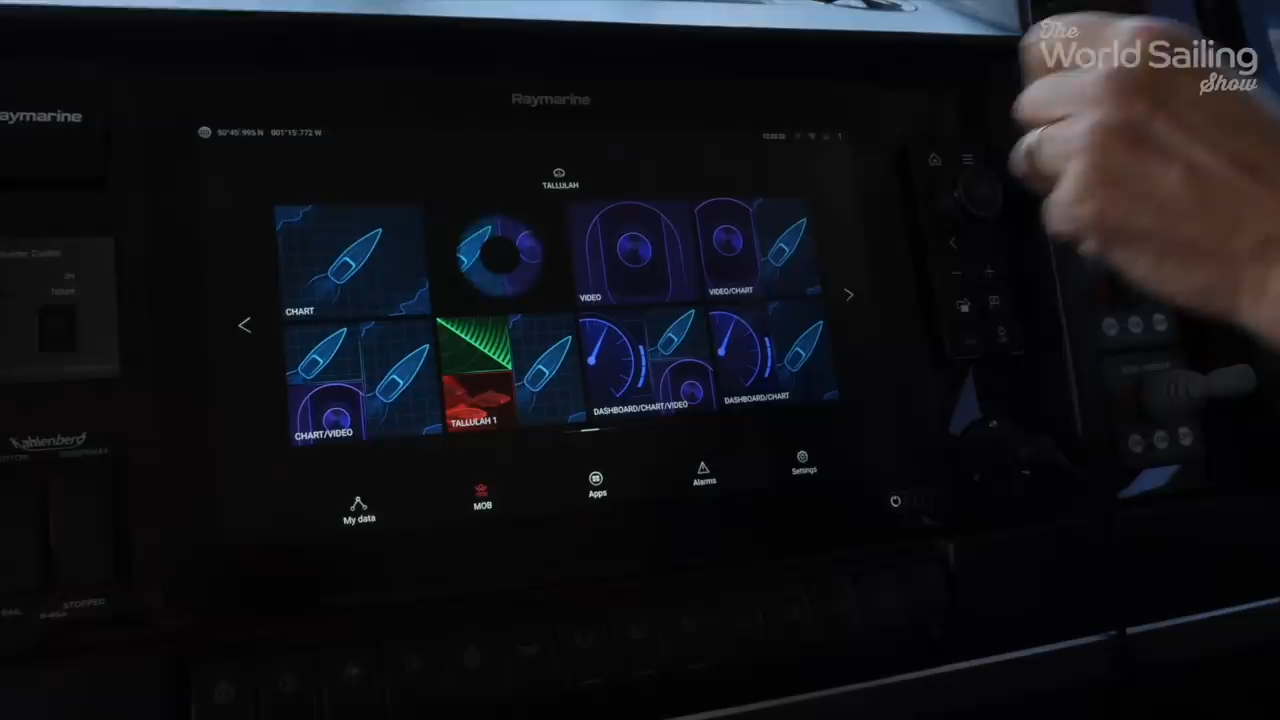 The
World Sailing
Show
Raymarine
aymarine
50°45'.995 N 001°15'.772 W
TALLULAH
CHART
VIDEO
VIDEO/CHART
CHART/VIDEO
TALLULAH 1
DASHBOARD/CHART/VIDEO
DASHBOARD/CHART
My data
MOB
Apps
Alarms
Settings
Kahlenberg
STOPPED